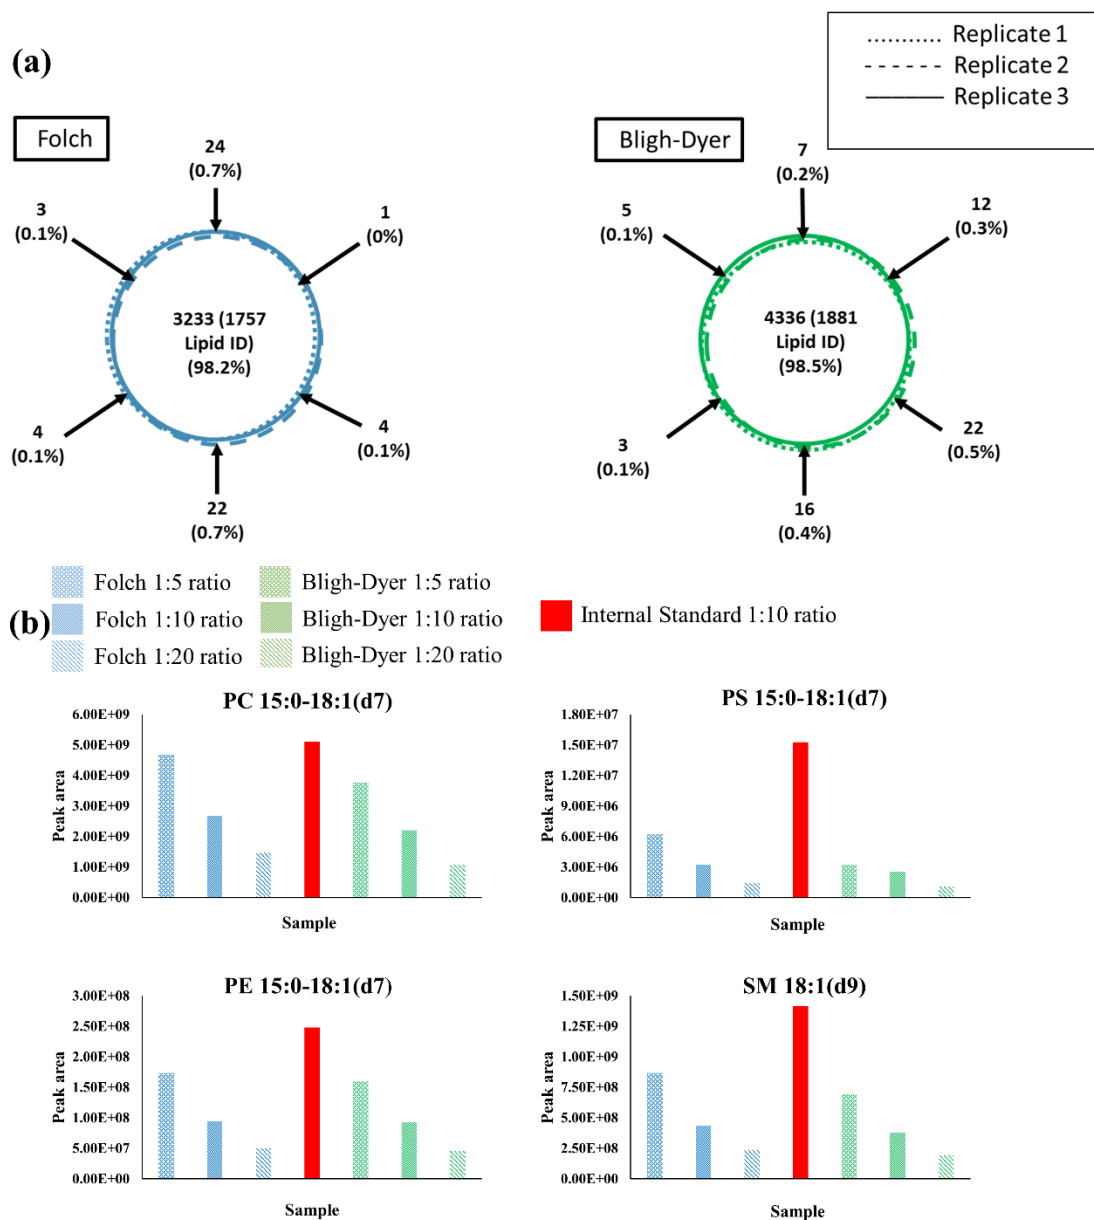 (a)
Replicate 1
Replicate 2
Replicate 3
Folch
24
(0.7%)
3
(0.1%)
1
(0%)
3233 (1757
Lipid ID)
(98.2%)
4
(0.1%)
4
(0.1%)
22
(0.7%)
Bligh-Dyer
7
(0.2%)
5
(0.1%)
12
(0.3%)
4336 (1881
Lipid ID)
(98.5%)
3
(0.1%)
22
(0.5%)
16
(0.4%)
(b)
Folch 1:5 ratio
Folch 1:10 ratio
Folch 1:20 ratio
Bligh-Dyer 1:5 ratio
Bligh-Dyer 1:10 ratio
Bligh-Dyer 1:20 ratio
Internal Standard 1:10 ratio
PC 15:0-18:1(d7)
Peak area
6.00E+09
5.00E+09
4.00E+09
3.00E+09
2.00E+09
1.00E+09
0.00E+00
Sample
PS 15:0-18:1(d7)
Peak area
1.80E+07
1.50E+07
1.20E+07
9.00E+06
6.00E+06
3.00E+06
0.00E+00
Sample
PE 15:0-18:1(d7)
Peak area
3.00E+08
2.50E+08
2.00E+08
1.50E+08
1.00E+08
5.00E+07
0.00E+00
Sample
SM 18:1(d9)
Peak area
1.50E+09
1.25E+09
1.00E+09
7.50E+08
5.00E+08
2.50E+08
0.00E+00
Sample